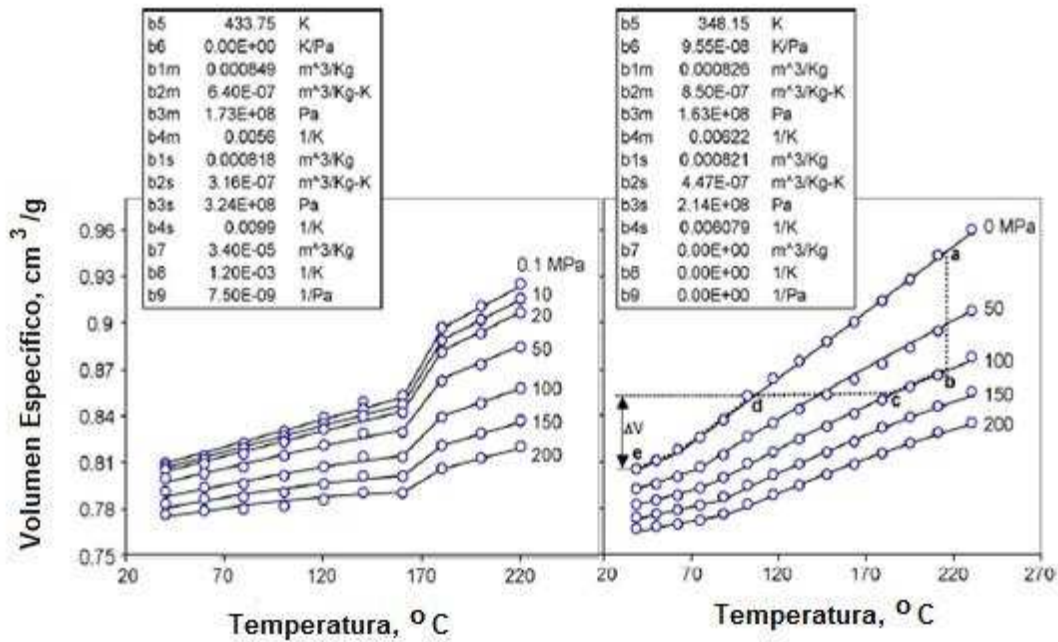 b5 433.75 K
b6 0.00E+00 K/Pa
b1m 0.000849 m^3/Kg
b2m 6.40E-07 m^3/Kg-K
b3m 1.73E+08 Pa
b4m 0.0056 1/K
b1s 0.000818 m^3/Kg
b2s 3.16E-07 m^3/Kg-K
b3s 3.24E+08 Pa
b4s 0.0099 1/K
b7 3.40E-05 m^3/Kg
b8 1.20E-03 1/K
b9 7.50E-09 1/Pa
b5 348.15 K
b6 9.55E-08 K/Pa
b1m 0.000826 m^3/Kg
b2m 8.50E-07 m^3/Kg-K
b3m 1.63E+08 Pa
b4m 0.00622 1/K
b1s 0.000821 m^3/Kg
b2s 4.47E-07 m^3/Kg-K
b3s 2.14E+08 Pa
b4s 0.006079 1/K
b7 0.00E+00 m^3/Kg
b8 0.00E+00 1/K
b9 0.00E+00 1/Pa
Volumen Específico, cm³/g
0.96
0.93
0.9
0.87
0.84
0.81
0.78
0.75
0.1 MPa
10
20
50
100
150
200
0 MPa
50
100
150
200
a
b
c
d
e
ΔV
20 70 120 170 220
20 70 120 170 220 270
Temperatura, °C
Temperatura, °C